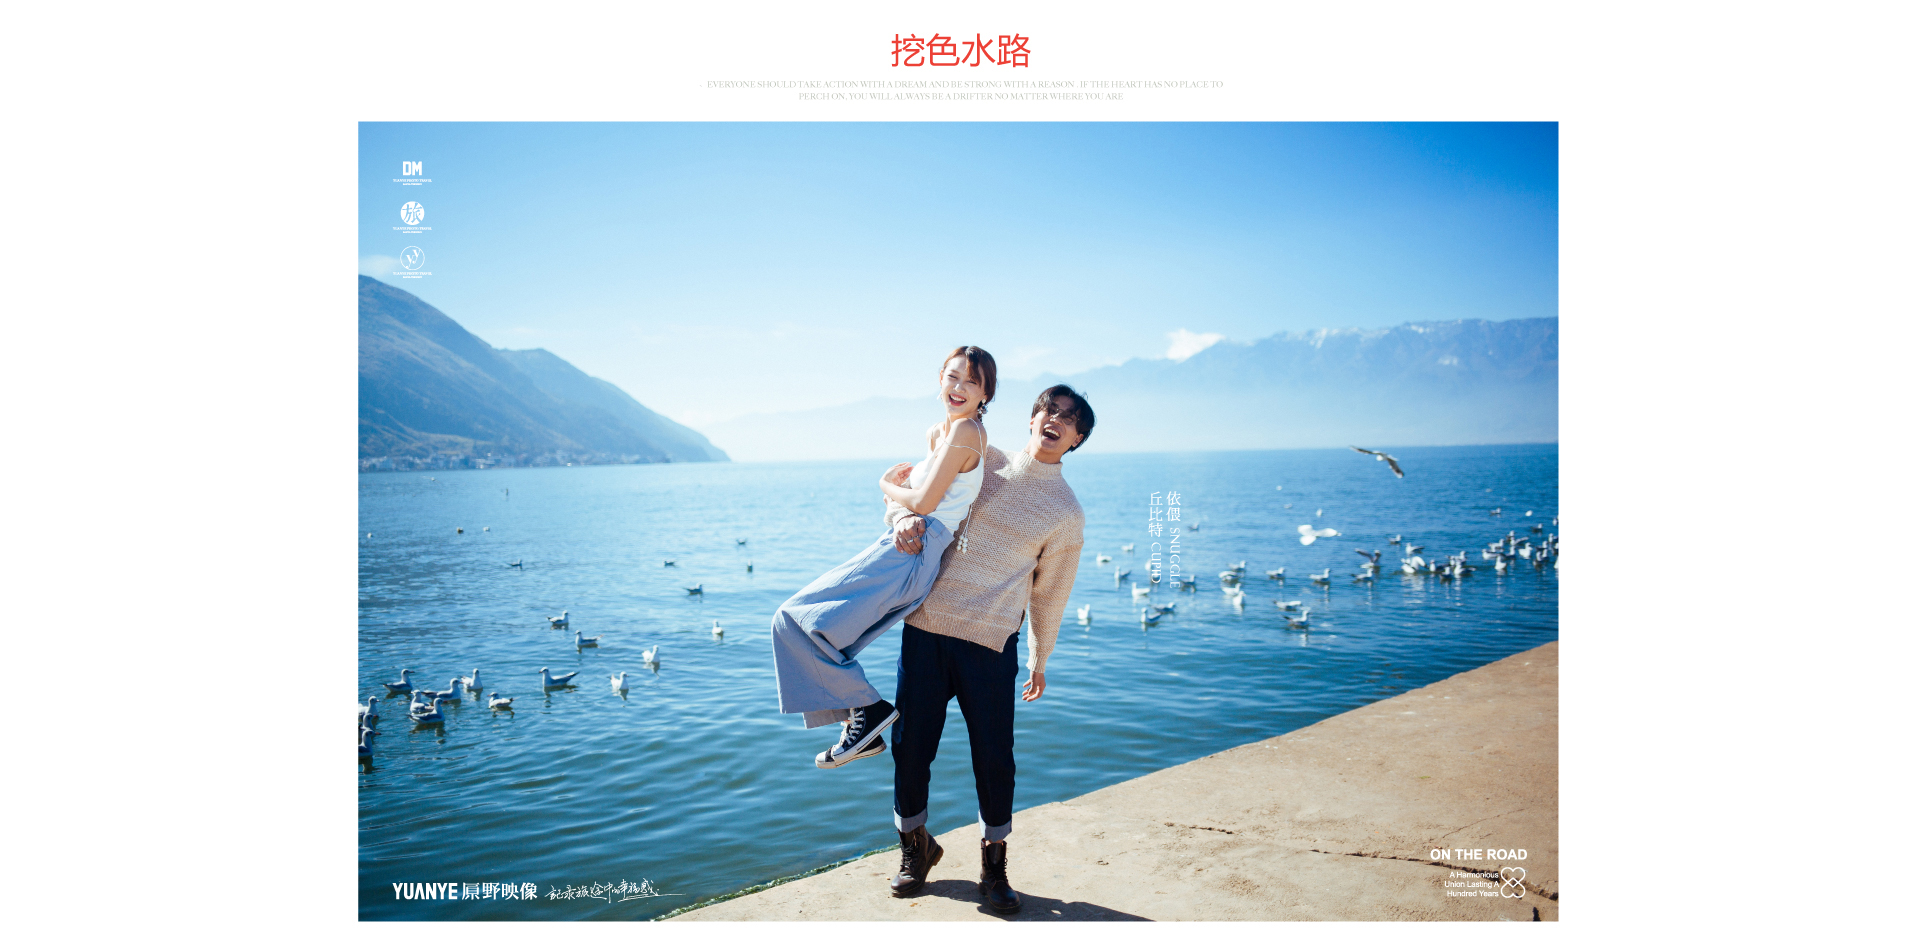 挖色水路
· EVERYONE SHOULD TAKE ACTION WITH A DREAM AND BE STRONG WITH A REASON . IF THE HEART HAS NO PLACE TO
PERCH ON, YOU WILL ALWAYS BE A DRIFTER NO MATTER WHERE YOU ARE
DM
旅
yy
依偎 SNUGGLE
丘比特 CUPID
YUANYE 原野映像 记录旅途中的幸福感
ON THE ROAD
A Harmonious
Union Lasting A
Hundred Years